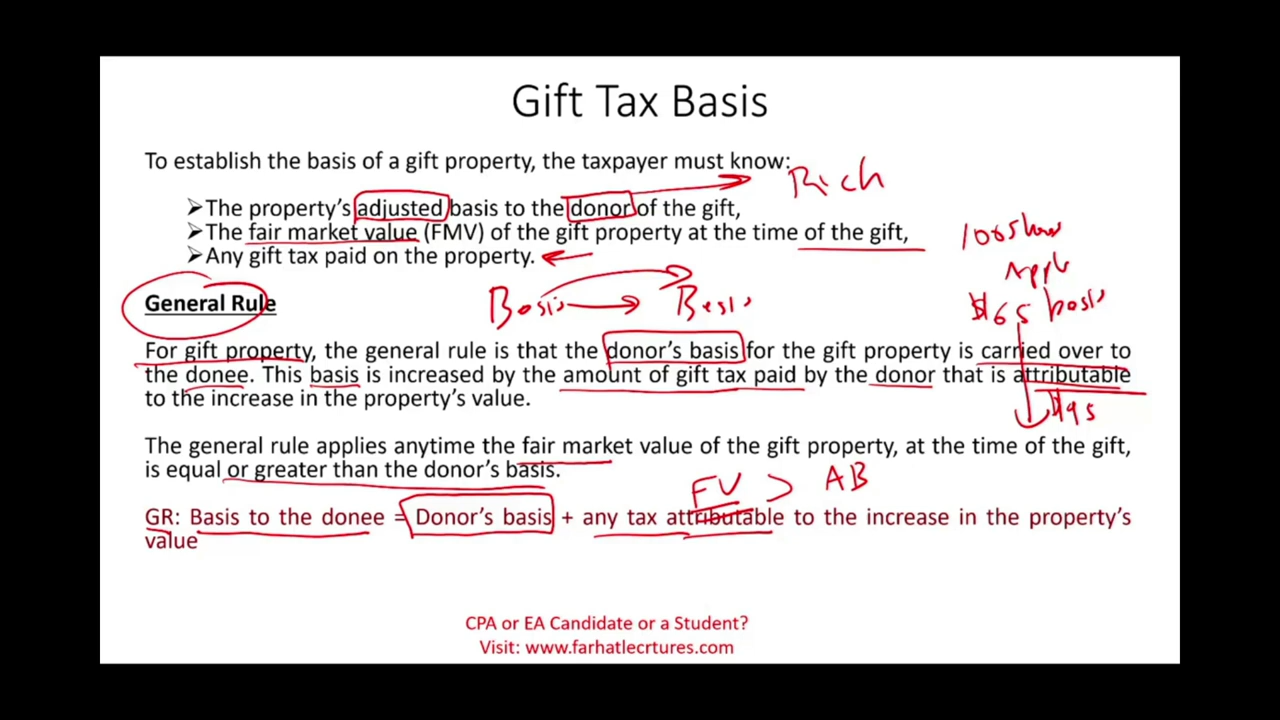 Gift Tax Basis
To establish the basis of a gift property, the taxpayer must know:
Rich
➢The property's adjusted basis to the donor of the gift,
➢The fair market value (FMV) of the gift property at the time of the gift,
➢Any gift tax paid on the property.
General Rule
Basis Basis
$65 basis
For gift property, the general rule is that the donor's basis for the gift property is carried over to
the donee. This basis is increased by the amount of gift tax paid by the donor that is attributable
to the increase in the property's value.
$95
The general rule applies anytime the fair market value of the gift property, at the time of the gift,
is equal or greater than the donor's basis.
FV > AB
GR: Basis to the donee = Donor's basis + any tax attributable to the increase in the property's
value
CPA or EA Candidate or a Student?
Visit: www.farhatlecrtures.com